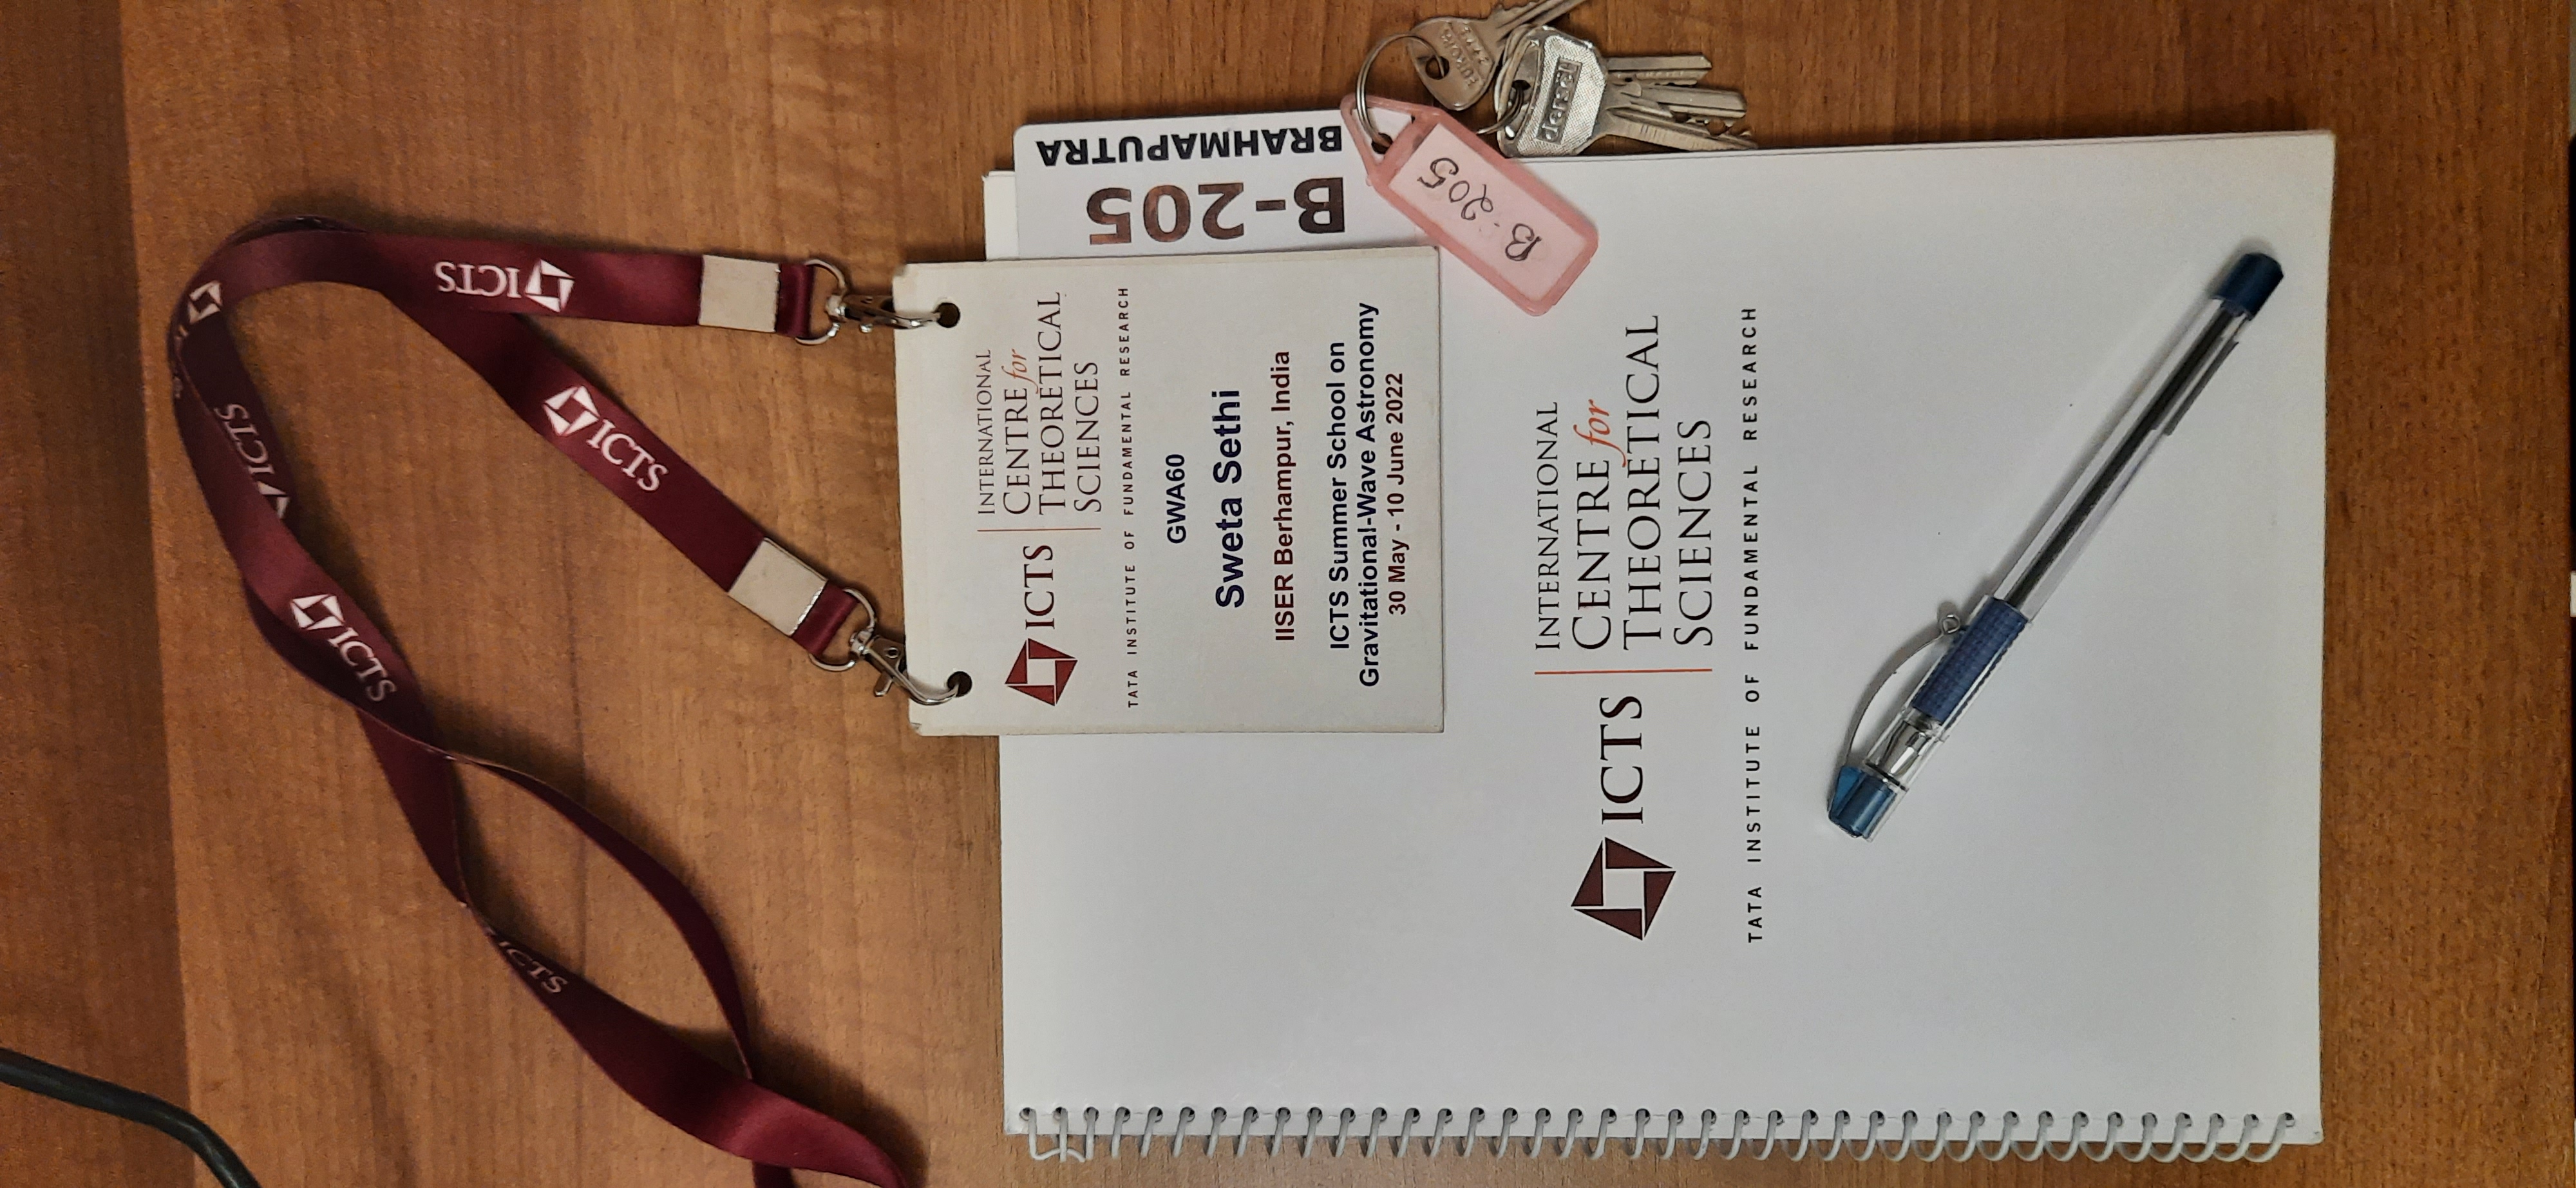 ICTS
ICTS
ICTS
ICTS
ICTS
ICTS
INTERNATIONAL
CENTRE for
THEORETICAL
SCIENCES
TATA INSTITUTE OF FUNDAMENTAL RESEARCH
GWA60
Sweta Sethi
IISER Berhampur, India
ICTS Summer School on
Gravitational-Wave Astronomy
30 May - 10 June 2022
B-205
BRAHMAPUTRA
B-205
ICTS
INTERNATIONAL
CENTRE for
THEORETICAL
SCIENCES
TATA INSTITUTE OF FUNDAMENTAL RESEARCH